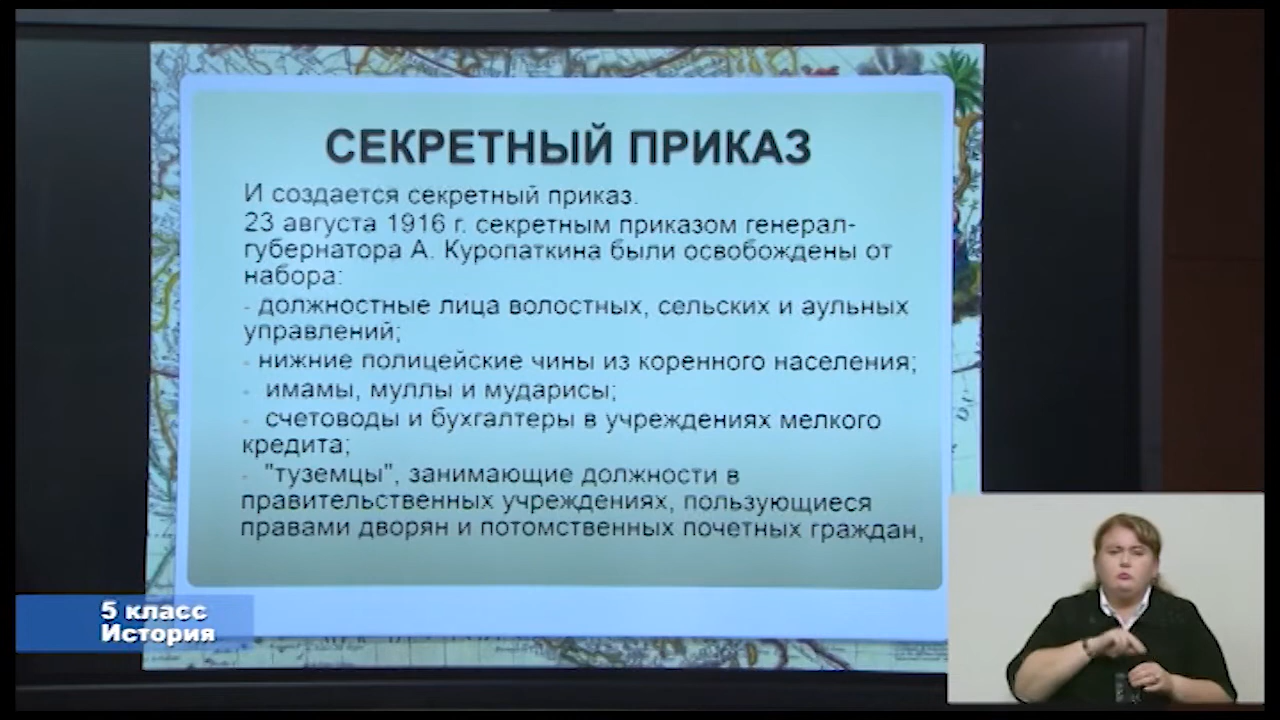 СЕКРЕТНЫЙ ПРИКАЗ
И создается секретный приказ.
23 августа 1916 г. секретным приказом генерал-
губернатора А. Куропаткина были освобождены от
набора:
- должностные лица волостных, сельских и аульных
управлений;
- нижние полицейские чины из коренного населения;
- имамы, муллы и мударисы;
- счетоводы и бухгалтеры в учреждениях мелкого
кредита;
- "туземцы", занимающие должности в
правительственных учреждениях, пользующиеся
правами дворян и потомственных почетных граждан,
5 класс
История